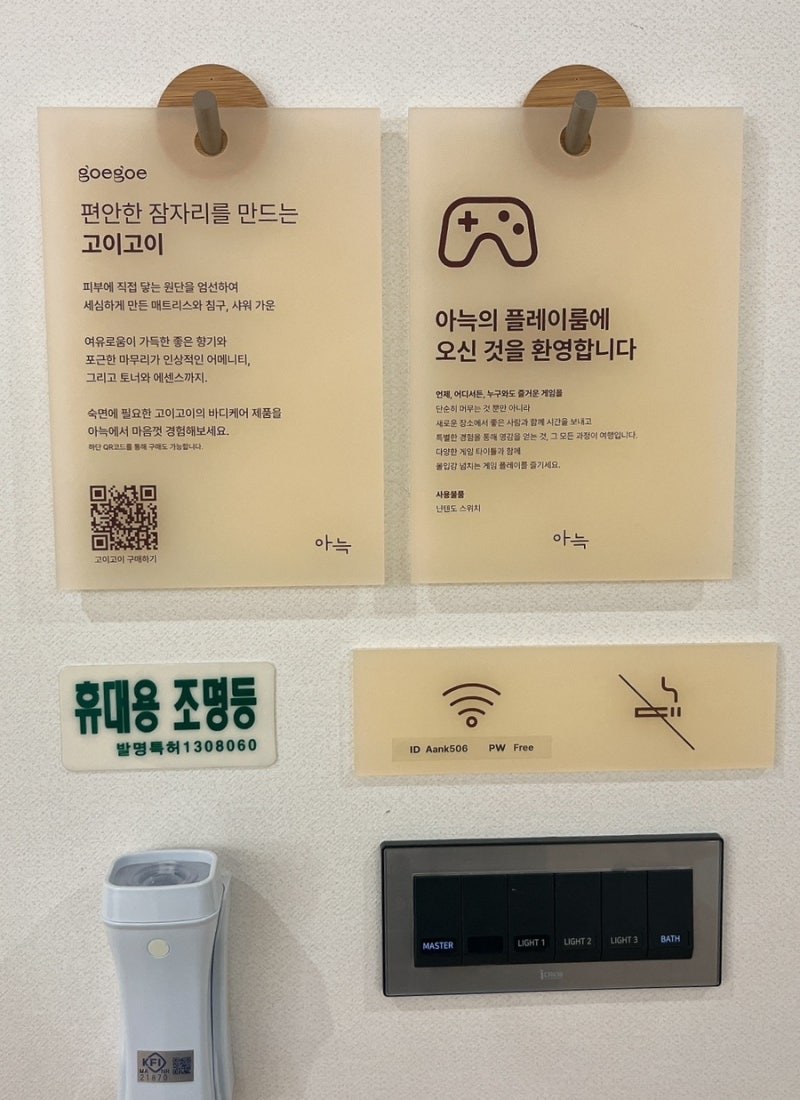 goegoe
편안한 잠자리를 만드는
고이고이
피부에 직접 닿는 원단을 엄선하여
세심하게 만든 매트리스와 침구, 샤워 가운
여유로움이 가득한 좋은 향기와
포근한 마무리가 인상적인 어메니티,
그리고 토너와 에센스까지.
숙면에 필요한 고이고이의 바디케어 제품을
아늑에서 마음껏 경험해보세요.
하단 QR코드를 통해 구매도 가능합니다.
고이고이 구매하기
아늑
아늑의 플레이룸에
오신 것을 환영합니다
언제, 어디서든, 누구와도 즐거운 게임을
단순히 머무는 것 뿐만 아니라
새로운 장소에서 좋은 사람과 함께 시간을 보내고
특별한 경험을 통해 영감을 얻는 것, 그 모든 과정이 여행입니다.
다양한 게임 타이틀과 함께
몰입감 넘치는 게임 플레이를 즐기세요.
사용물품
닌텐도 스위치
아늑
휴대용 조명등
발명특허1308060
ID Aank506 PW Free
MASTER LIGHT 1 LIGHT 2 LIGHT 3 BATH
KFI